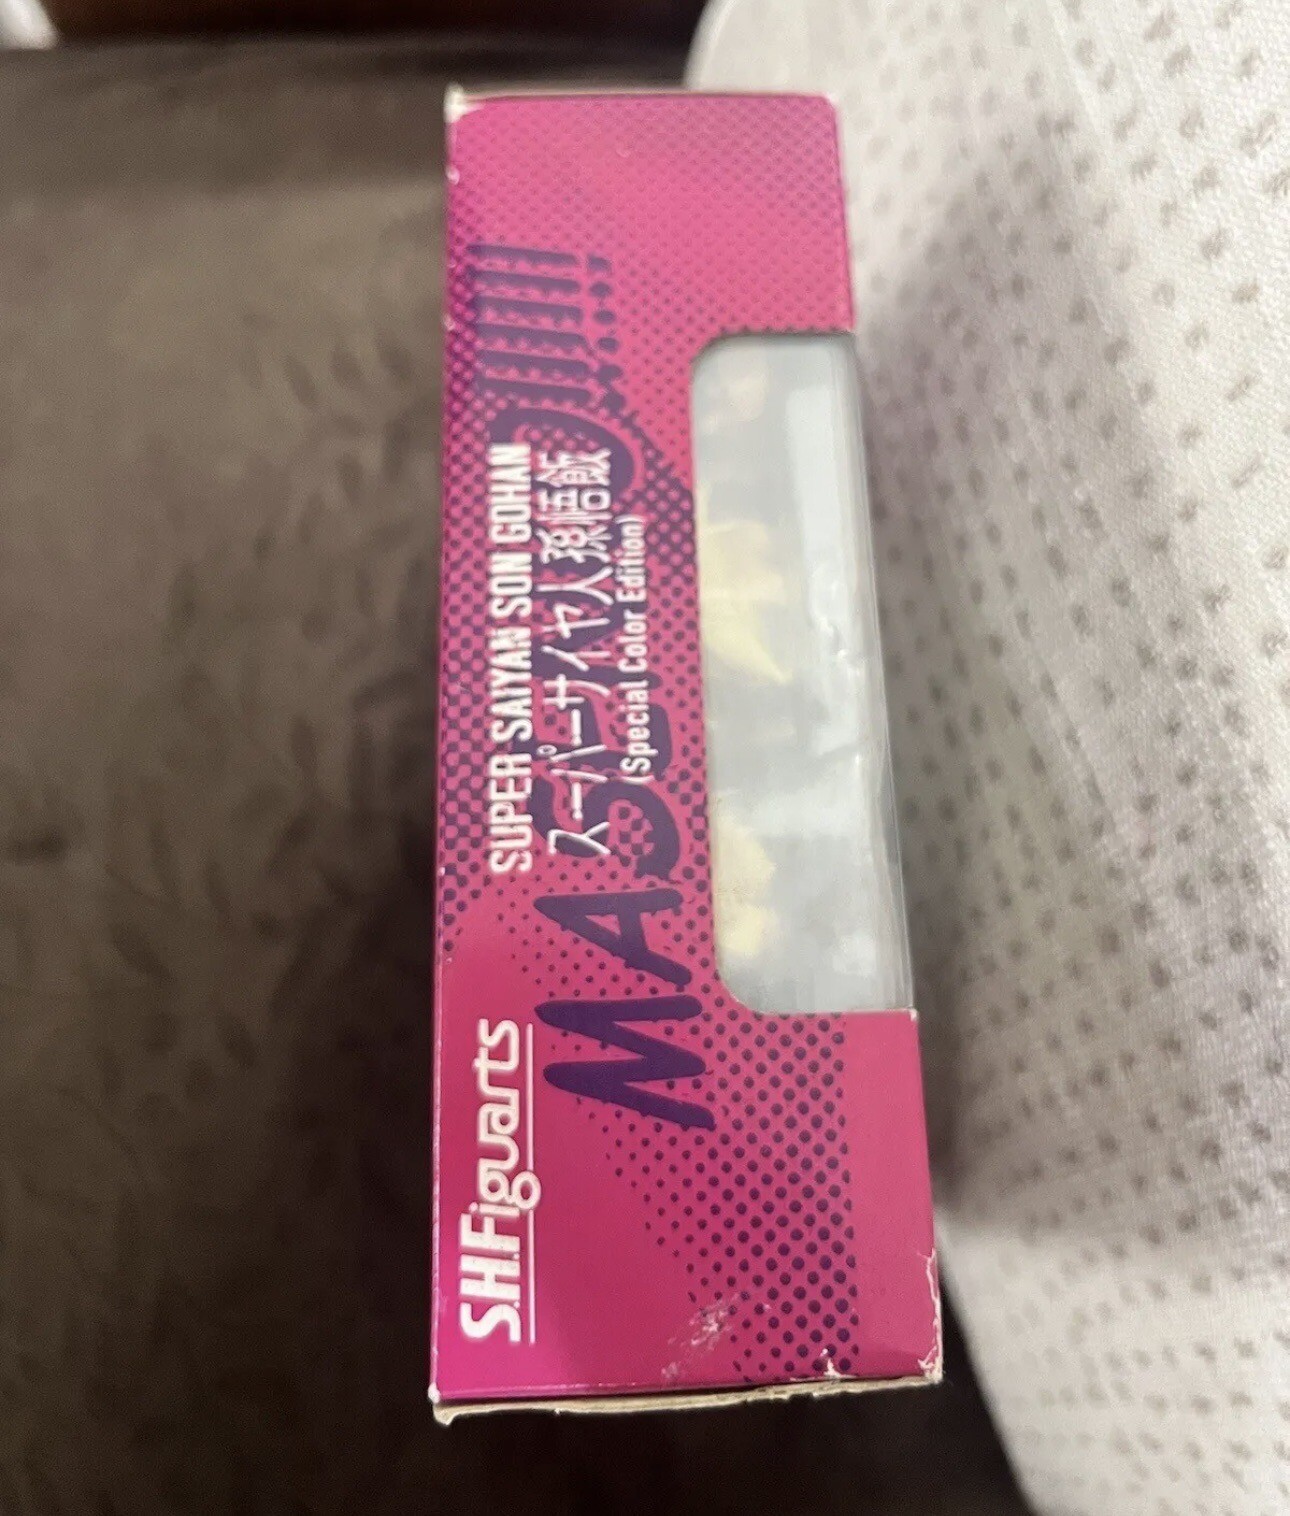 S.H.Figuarts
SUPER SAIYAN SON GOHAN
スーパーサイヤ人孫悟飯
(Special Color Edition)
MASENKO!!!!!